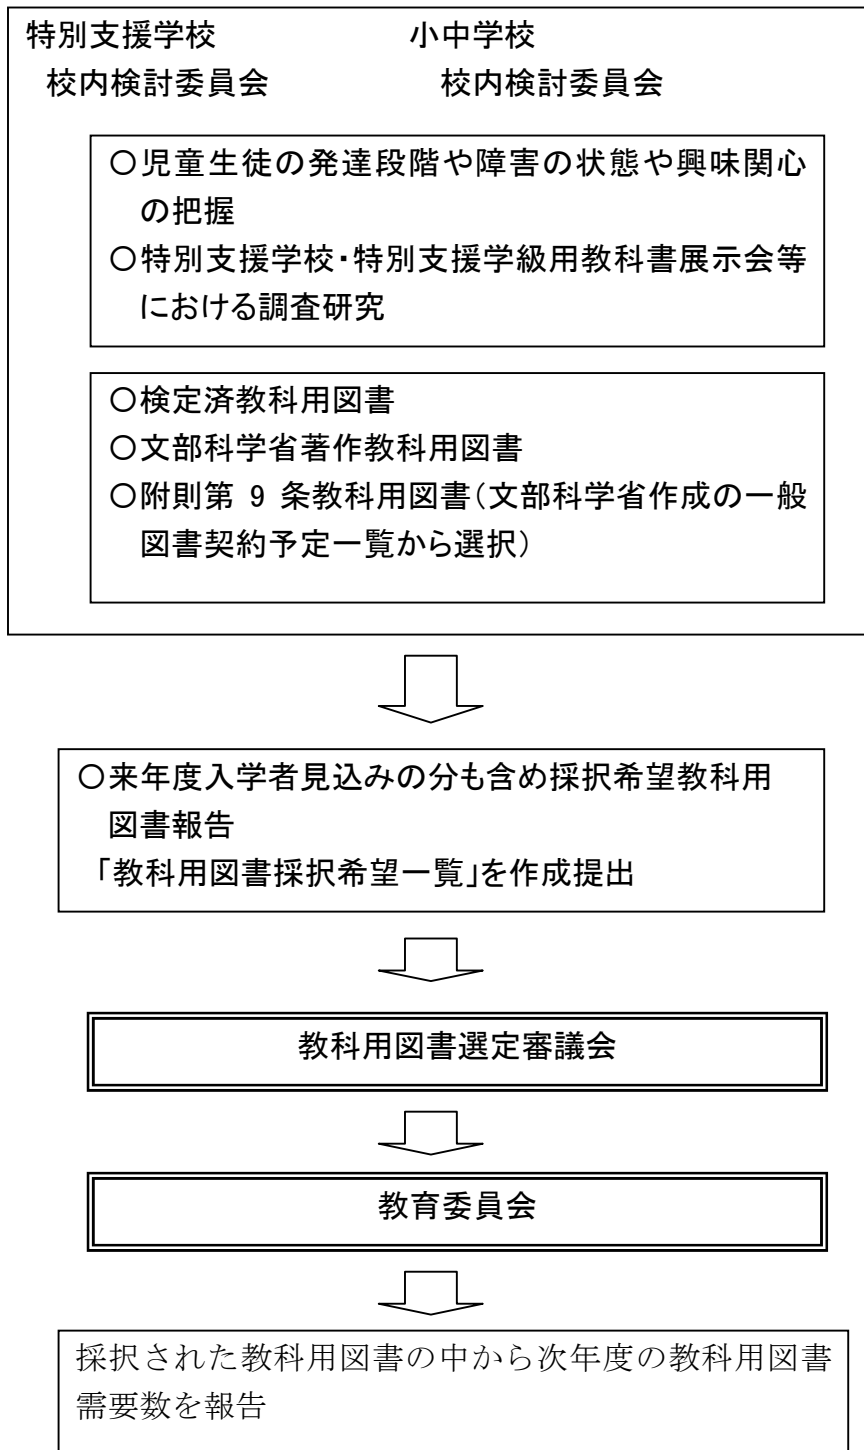 特別支援学校 小中学校
校内検討委員会 校内検討委員会
○児童生徒の発達段階や障害の状態や興味関心
の把握
○特別支援学校・特別支援学級用教科書展示会等
における調査研究
○検定済教科用図書
○文部科学省著作教科用図書
○附則第 9 条教科用図書（文部科学省作成の一般
図書契約予定一覧から選択）
○来年度入学者見込みの分も含め採択希望教科用
図書報告
「教科用図書採択希望一覧」を作成提出
教科用図書選定審議会
教育委員会
採択された教科用図書の中から次年度の教科用図書
需要数を報告